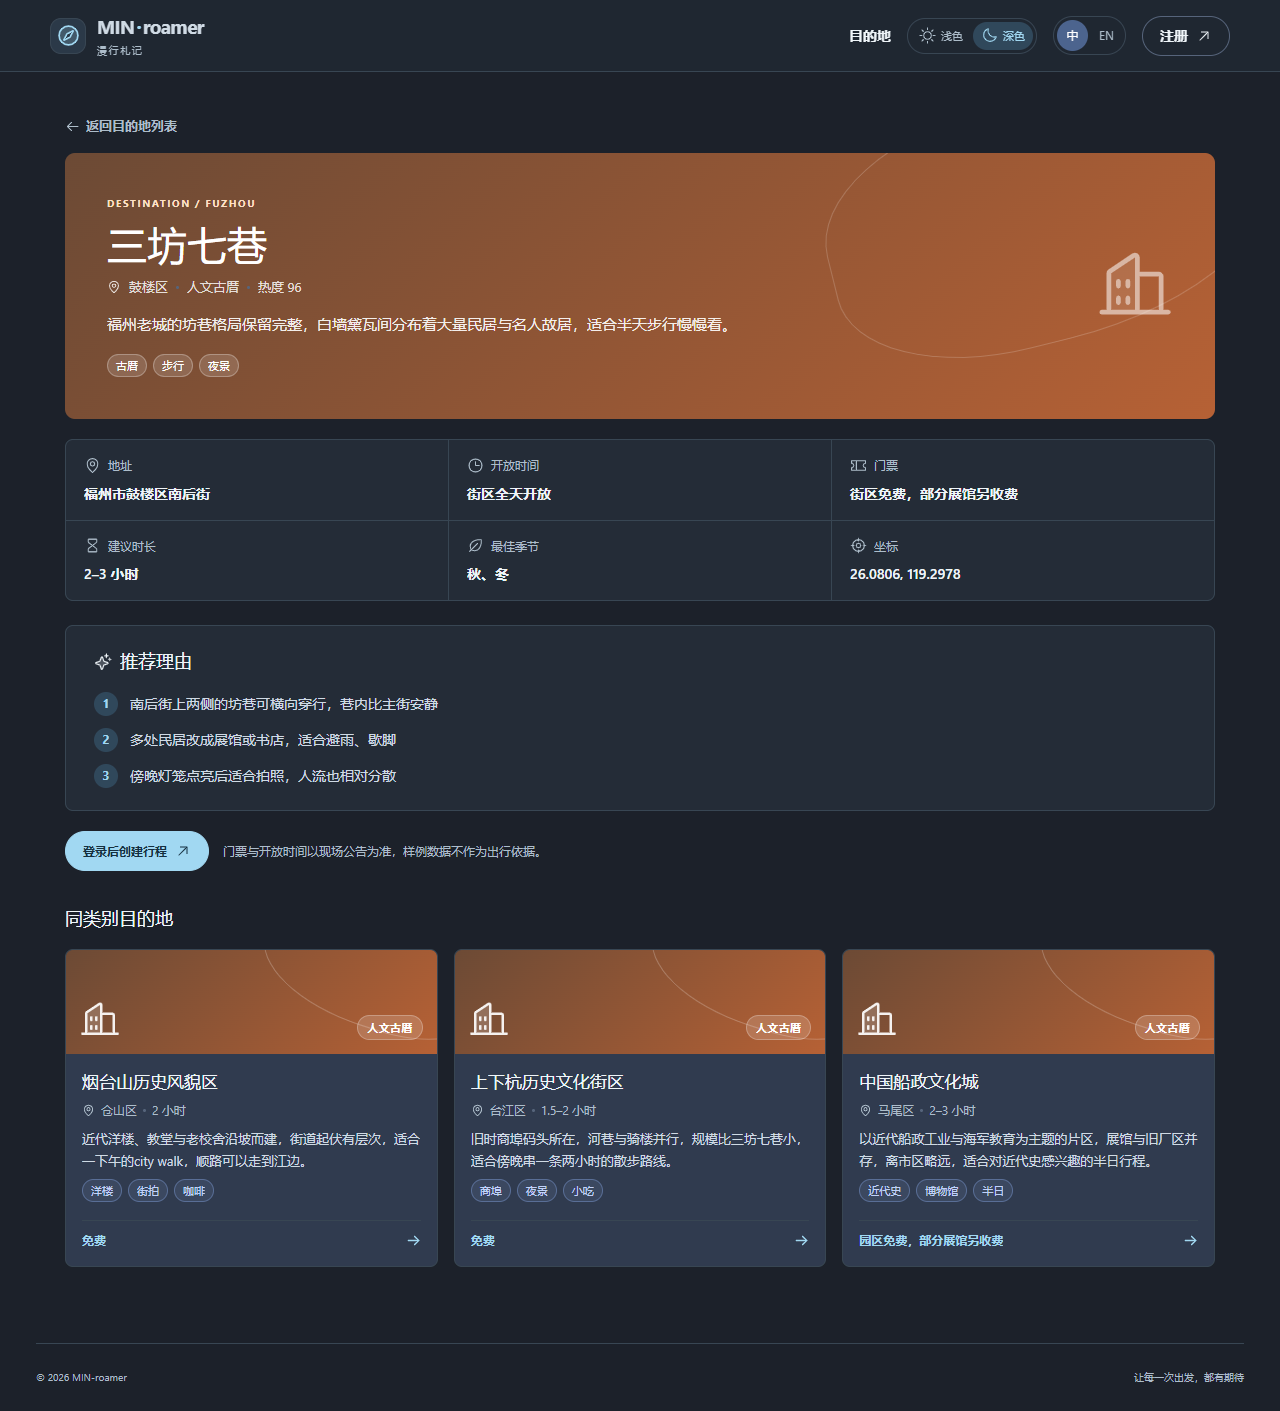 MIN·roamer
漫行札记
目的地
浅色
深色
中
EN
注册
返回目的地列表
DESTINATION / FUZHOU
三坊七巷
鼓楼区 · 人文古厝 · 热度 96
福州老城的坊巷格局保留完整，白墙黛瓦间分布着大量民居与名人故居，适合半天步行慢慢看。
古厝
步行
夜景
地址
福州市鼓楼区南后街
开放时间
街区全天开放
门票
街区免费，部分展馆另收费
建议时长
2–3 小时
最佳季节
秋、冬
坐标
26.0806, 119.2978
推荐理由
1 南后街上两侧的坊巷可横向穿行，巷内比主街安静
2 多处民居改成展馆或书店，适合避雨、歇脚
3 傍晚灯笼点亮后适合拍照，人流也相对分散
登录后创建行程
门票与开放时间以现场公告为准，样例数据不作为出行依据。
同类别目的地
人文古厝
烟台山历史风貌区
仓山区 · 2 小时
近代洋楼、教堂与老校舍沿坡而建，街道起伏有层次，适合
一下午的city walk，顺路可以走到江边。
洋楼
街拍
咖啡
免费
人文古厝
上下杭历史文化街区
台江区 · 1.5–2 小时
旧时商埠码头所在，河巷与骑楼并行，规模比三坊七巷小，
适合傍晚串一条两小时的散步路线。
商埠
夜景
小吃
免费
人文古厝
中国船政文化城
马尾区 · 2–3 小时
以近代船政工业与海军教育为主题的片区，展馆与旧厂区并
存，离市区略远，适合对近代史感兴趣的半日行程。
近代史
博物馆
半日
园区免费，部分展馆另收费
© 2026 MIN-roamer
让每一次出发，都有期待